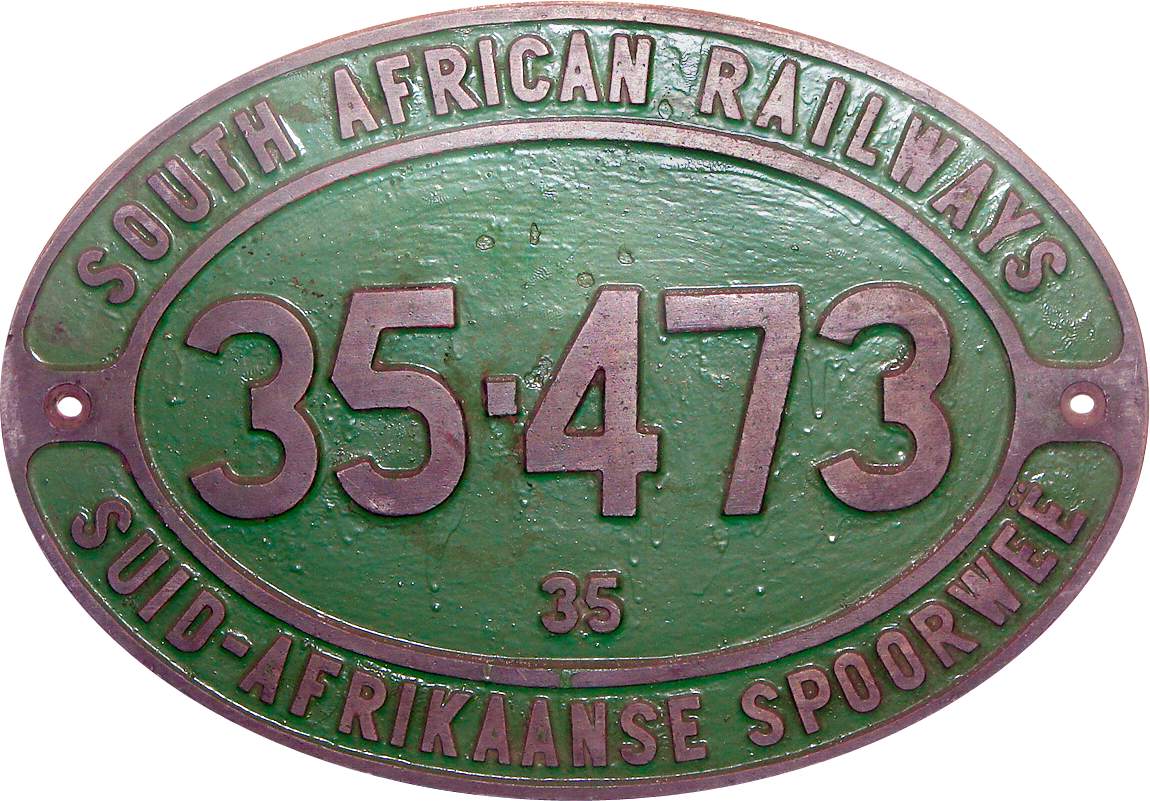 SOUTH AFRICAN RAILWAYS
35-473
35
SUID-AFRIKAANSE SPOORWEË